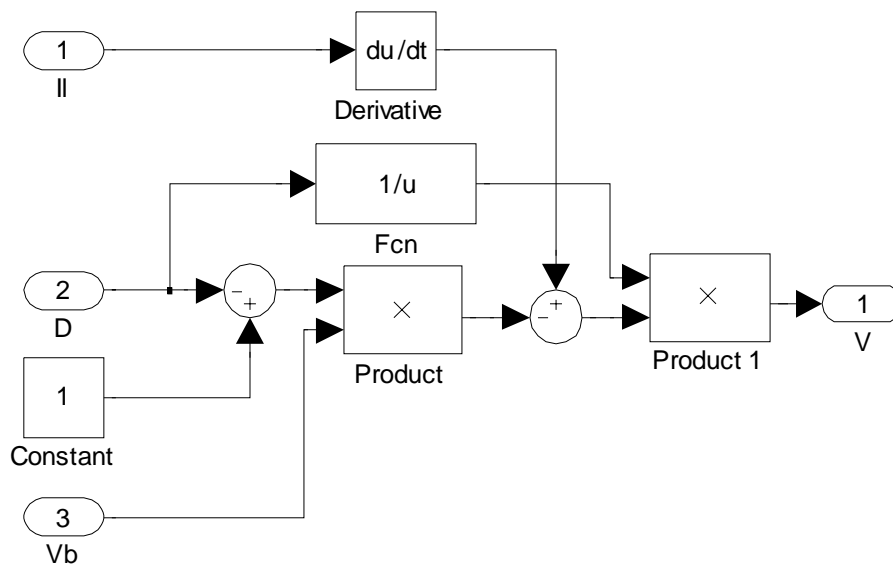 1
Il
du/dt
Derivative
1/u
Fcn
2
D
-
+
×
Product
+
-
×
Product 1
1
V
1
Constant
3
Vb